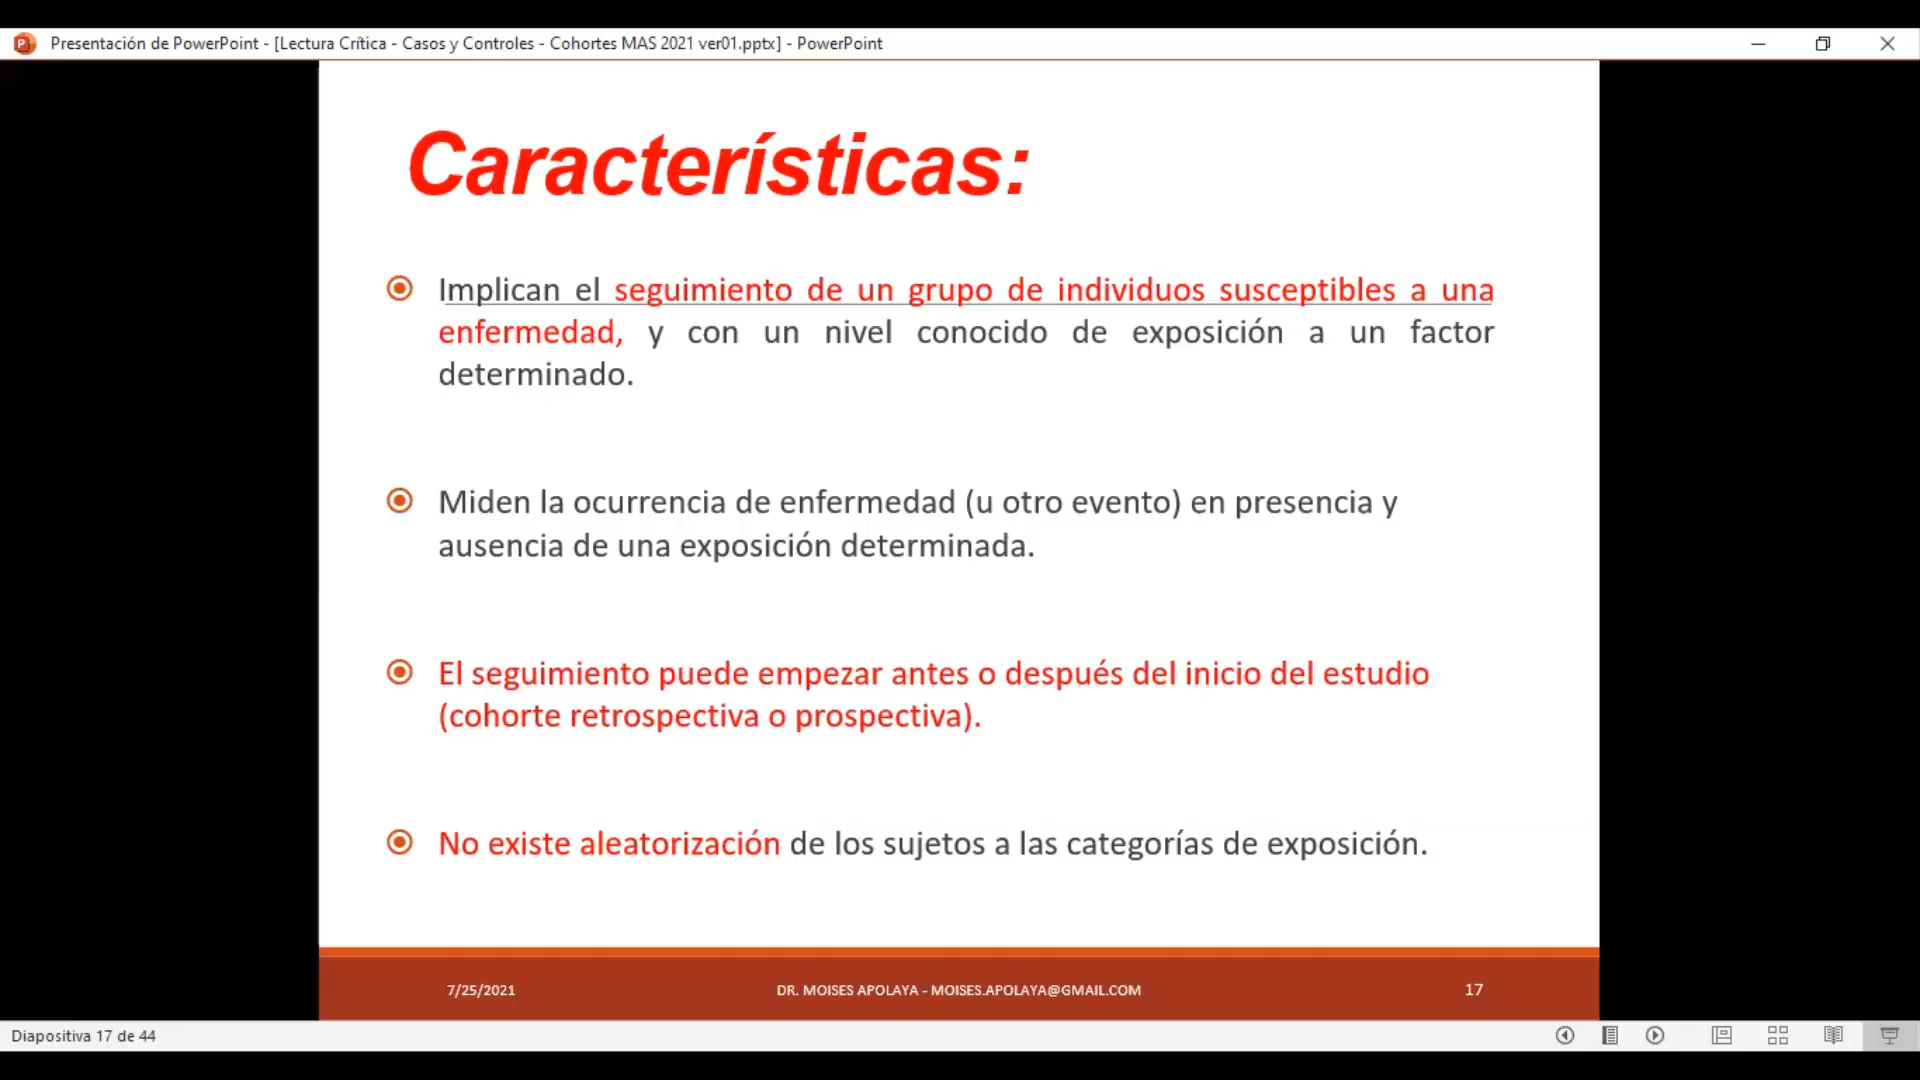 Presentación de PowerPoint - [Lectura Crítica - Casos y Controles - Cohortes MAS 2021 ver01.pptx] - PowerPoint
Características:
Implican el seguimiento de un grupo de individuos susceptibles a una
enfermedad, y con un nivel conocido de exposición a un factor
determinado.
Miden la ocurrencia de enfermedad (u otro evento) en presencia y
ausencia de una exposición determinada.
El seguimiento puede empezar antes o después del inicio del estudio
(cohorte retrospectiva o prospectiva).
No existe aleatorización de los sujetos a las categorías de exposición.
7/25/2021
DR. MOISES APOLAYA - MOISES.APOLAYA@GMAIL.COM
17
Diapositiva 17 de 44